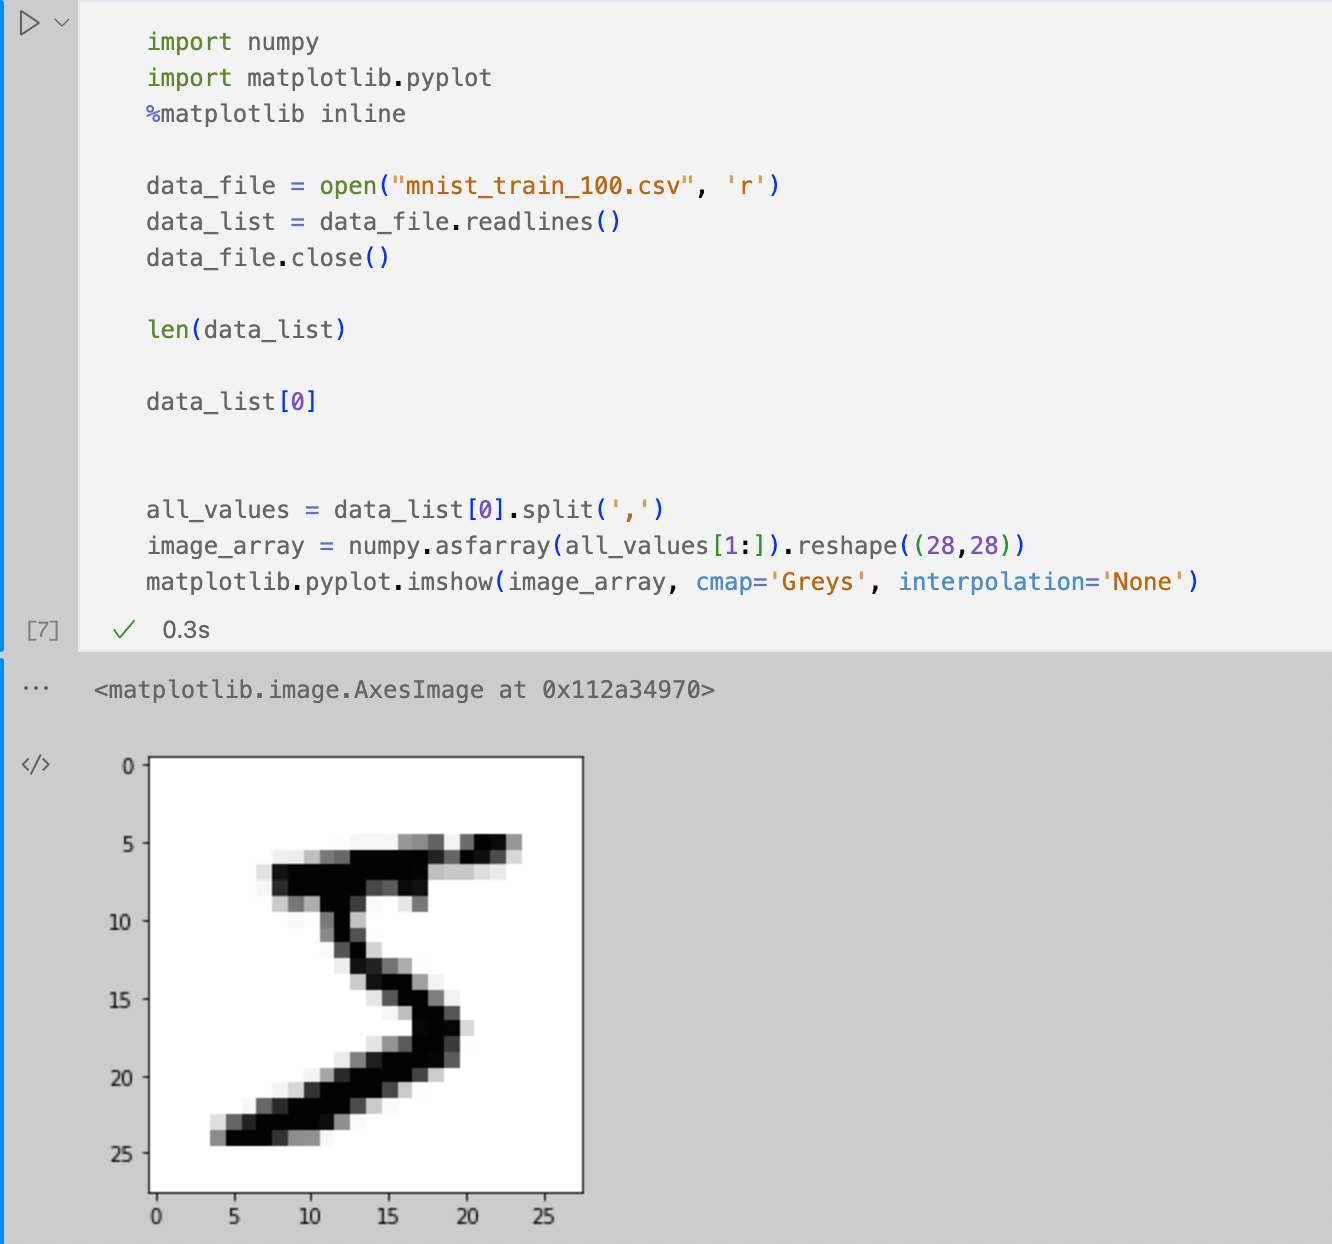 import numpy
import matplotlib.pyplot
%matplotlib inline
data_file = open("mnist_train_100.csv", 'r')
data_list = data_file.readlines()
data_file.close()
len(data_list)
data_list[0]
all_values = data_list[0].split(',')
image_array = numpy.asfarray(all_values[1:]).reshape((28,28))
matplotlib.pyplot.imshow(image_array, cmap='Greys', interpolation='None')
[7] 0.3s
<matplotlib.image.AxesImage at 0x112a34970>
0
5
10
15
20
25
0 5 10 15 20 25
5